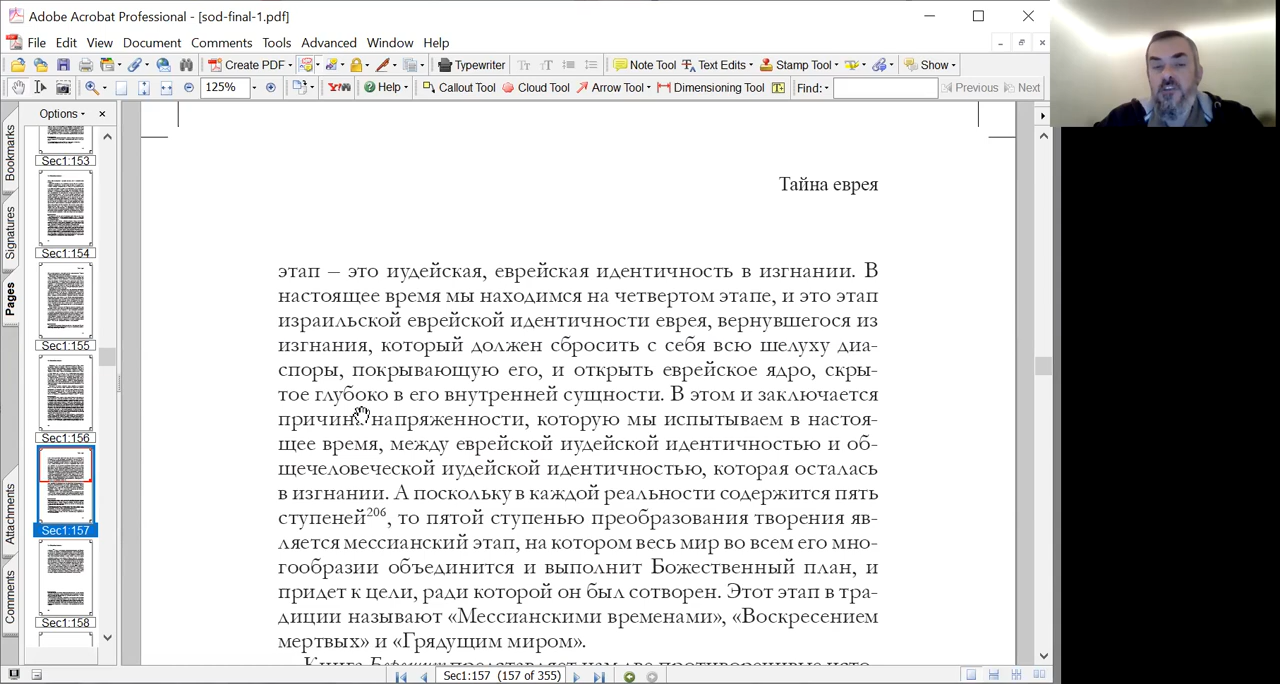 Adobe Acrobat Professional - [sod-final-1.pdf]
File Edit View Document Comments Tools Advanced Window Help
Create PDF Typewriter Note Tool Text Edits Stamp Tool Show
125% Help Callout Tool Cloud Tool Arrow Tool Dimensioning Tool Find: Previous Next
Options
Bookmarks
Signatures
Pages
Attachments
Comments
Sec1:153
Sec1:154
Sec1:155
Sec1:156
Sec1:157
Sec1:158
Тайна еврея
этап – это иудейская, еврейская идентичность в изгнании. В
настоящее время мы находимся на четвертом этапе, и это этап
израильской еврейской идентичности еврея, вернувшегося из
изгнания, который должен сбросить с себя всю шелуху диа-
споры, покрывающую его, и открыть еврейское ядро, скры-
тое глубоко в его внутренней сущности. В этом и заключается
причина напряженности, которую мы испытываем в настоя-
щее время, между еврейской иудейской идентичностью и об-
щечеловеческой иудейской идентичностью, которая осталась
в изгнании. А поскольку в каждой реальности содержится пять
ступеней206, то пятой ступенью преобразования творения яв-
ляется мессианский этап, на котором весь мир во всем его мно-
гообразии объединится и выполнит Божественный план, и
придет к цели, ради которой он был сотворен. Этот этап в тра-
диции называют «Мессианскими временами», «Воскресением
мертвых» и «Грядущим миром».
Книга Берешит представляет нам две противоречивые исто-
Sec1:157 (157 of 355)